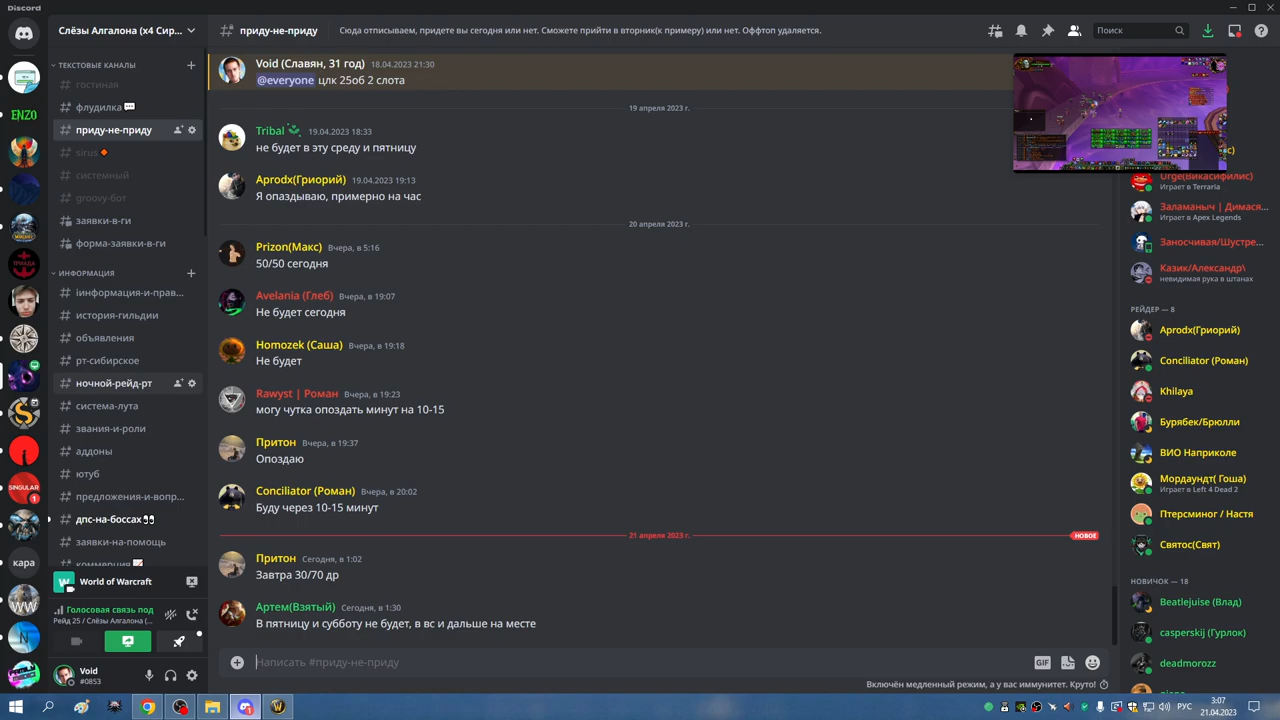 Discord
Слёзы Алгалона (x4 Сир...
приду-не-приду
Сюда отписываем, придете вы сегодня или нет. Сможете прийти в вторник(к примеру) или нет. Оффтоп удаляется.
Поиск
ТЕКСТОВЫЕ КАНАЛЫ
гостиная
флудилка
приду-не-приду
sirus
системный
groovy-бот
заявки-в-ги
форма-заявки-в-ги
ИНФОРМАЦИЯ
іинформация-и-прав...
история-гильдии
объявления
рт-сибирское
ночной-рейд-рт
система-лута
звания-и-роли
аддоны
ютуб
предложения-и-вопр...
дпс-на-боссах
заявки-на-помощь
коммерция
World of Warcraft
Голосовая связь под
Рейд 25 / Слёзы Алгалона (...
Void
#0853
ENZO
ПРИАДА
SINGULAR
1
кара
WW
Void (Славян, 31 год) 18.04.2023 21:30
@everyone цлк 25об 2 слота
19 апреля 2023 г.
Tribal 19.04.2023 18:33
не будет в эту среду и пятницу
Aprodx(Гриорий) 19.04.2023 19:13
Я опаздываю, примерно на час
20 апреля 2023 г.
Prizon(Макс) Вчера, в 5:16
50/50 сегодня
Avelania (Глеб) Вчера, в 19:07
Не будет сегодня
Homozek (Саша) Вчера, в 19:18
Не будет
Rawyst | Роман Вчера, в 19:23
могу чутка опоздать минут на 10-15
Притон Вчера, в 19:37
Опоздаю
Conciliator (Роман) Вчера, в 20:02
Буду через 10-15 минут
21 апреля 2023 г. НОВОЕ
Притон Сегодня, в 1:02
Завтра 30/70 др
Артем(Взятый) Сегодня, в 1:30
В пятницу и субботу не будет, в вс и дальше на месте
Написать #приду-не-приду
GIF
Включён медленный режим, а у вас иммунитет. Круто!
Urge(Викасифилис)
Играет в Terraria
Заламаныч | Димася...
Играет в Apex Legends
Заносчивая/Шустре...
Казик/Александр\
невидимая рука в штанах
РЕЙДЕР — 8
Aprodx(Гриорий)
Conciliator (Роман)
Khilaya
Бурябек/Брюлли
ВИО Наприколе
Мордаундт( Гоша)
Играет в Left 4 Dead 2
Птерсминог / Настя
Святос(Свят)
НОВИЧОК — 18
Beatlejuise (Влад)
casperskij (Гурлок)
deadmorozz
РУС
3:07
21.04.2023